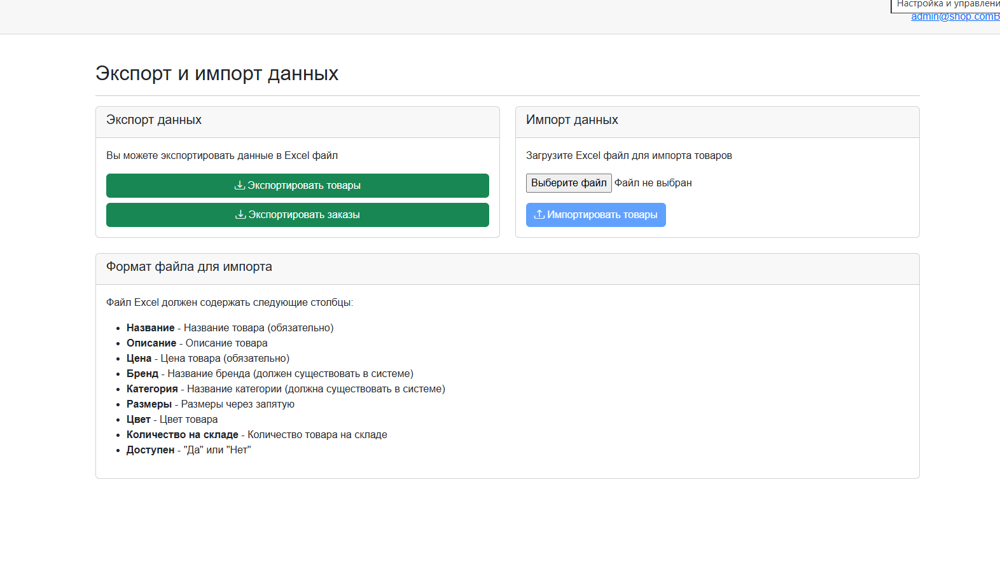 Настройка и
admin@shop.com
Экспорт и импорт данных
Экспорт данных
Вы можете экспортировать данные в Excel файл
Экспортировать товары
Экспортировать заказы
Импорт данных
Загрузите Excel файл для импорта товаров
Выберите файл Файл не выбран
Импортировать товары
Формат файла для импорта
Файл Excel должен содержать следующие столбцы:
Название - Название товара (обязательно)
Описание - Описание товара
Цена - Цена товара (обязательно)
Бренд - Название бренда (должен существовать в системе)
Категория - Название категории (должна существовать в системе)
Размеры - Размеры через запятую
Цвет - Цвет товара
Количество на складе - Количество товара на складе
Доступен - "Да" или "Нет"